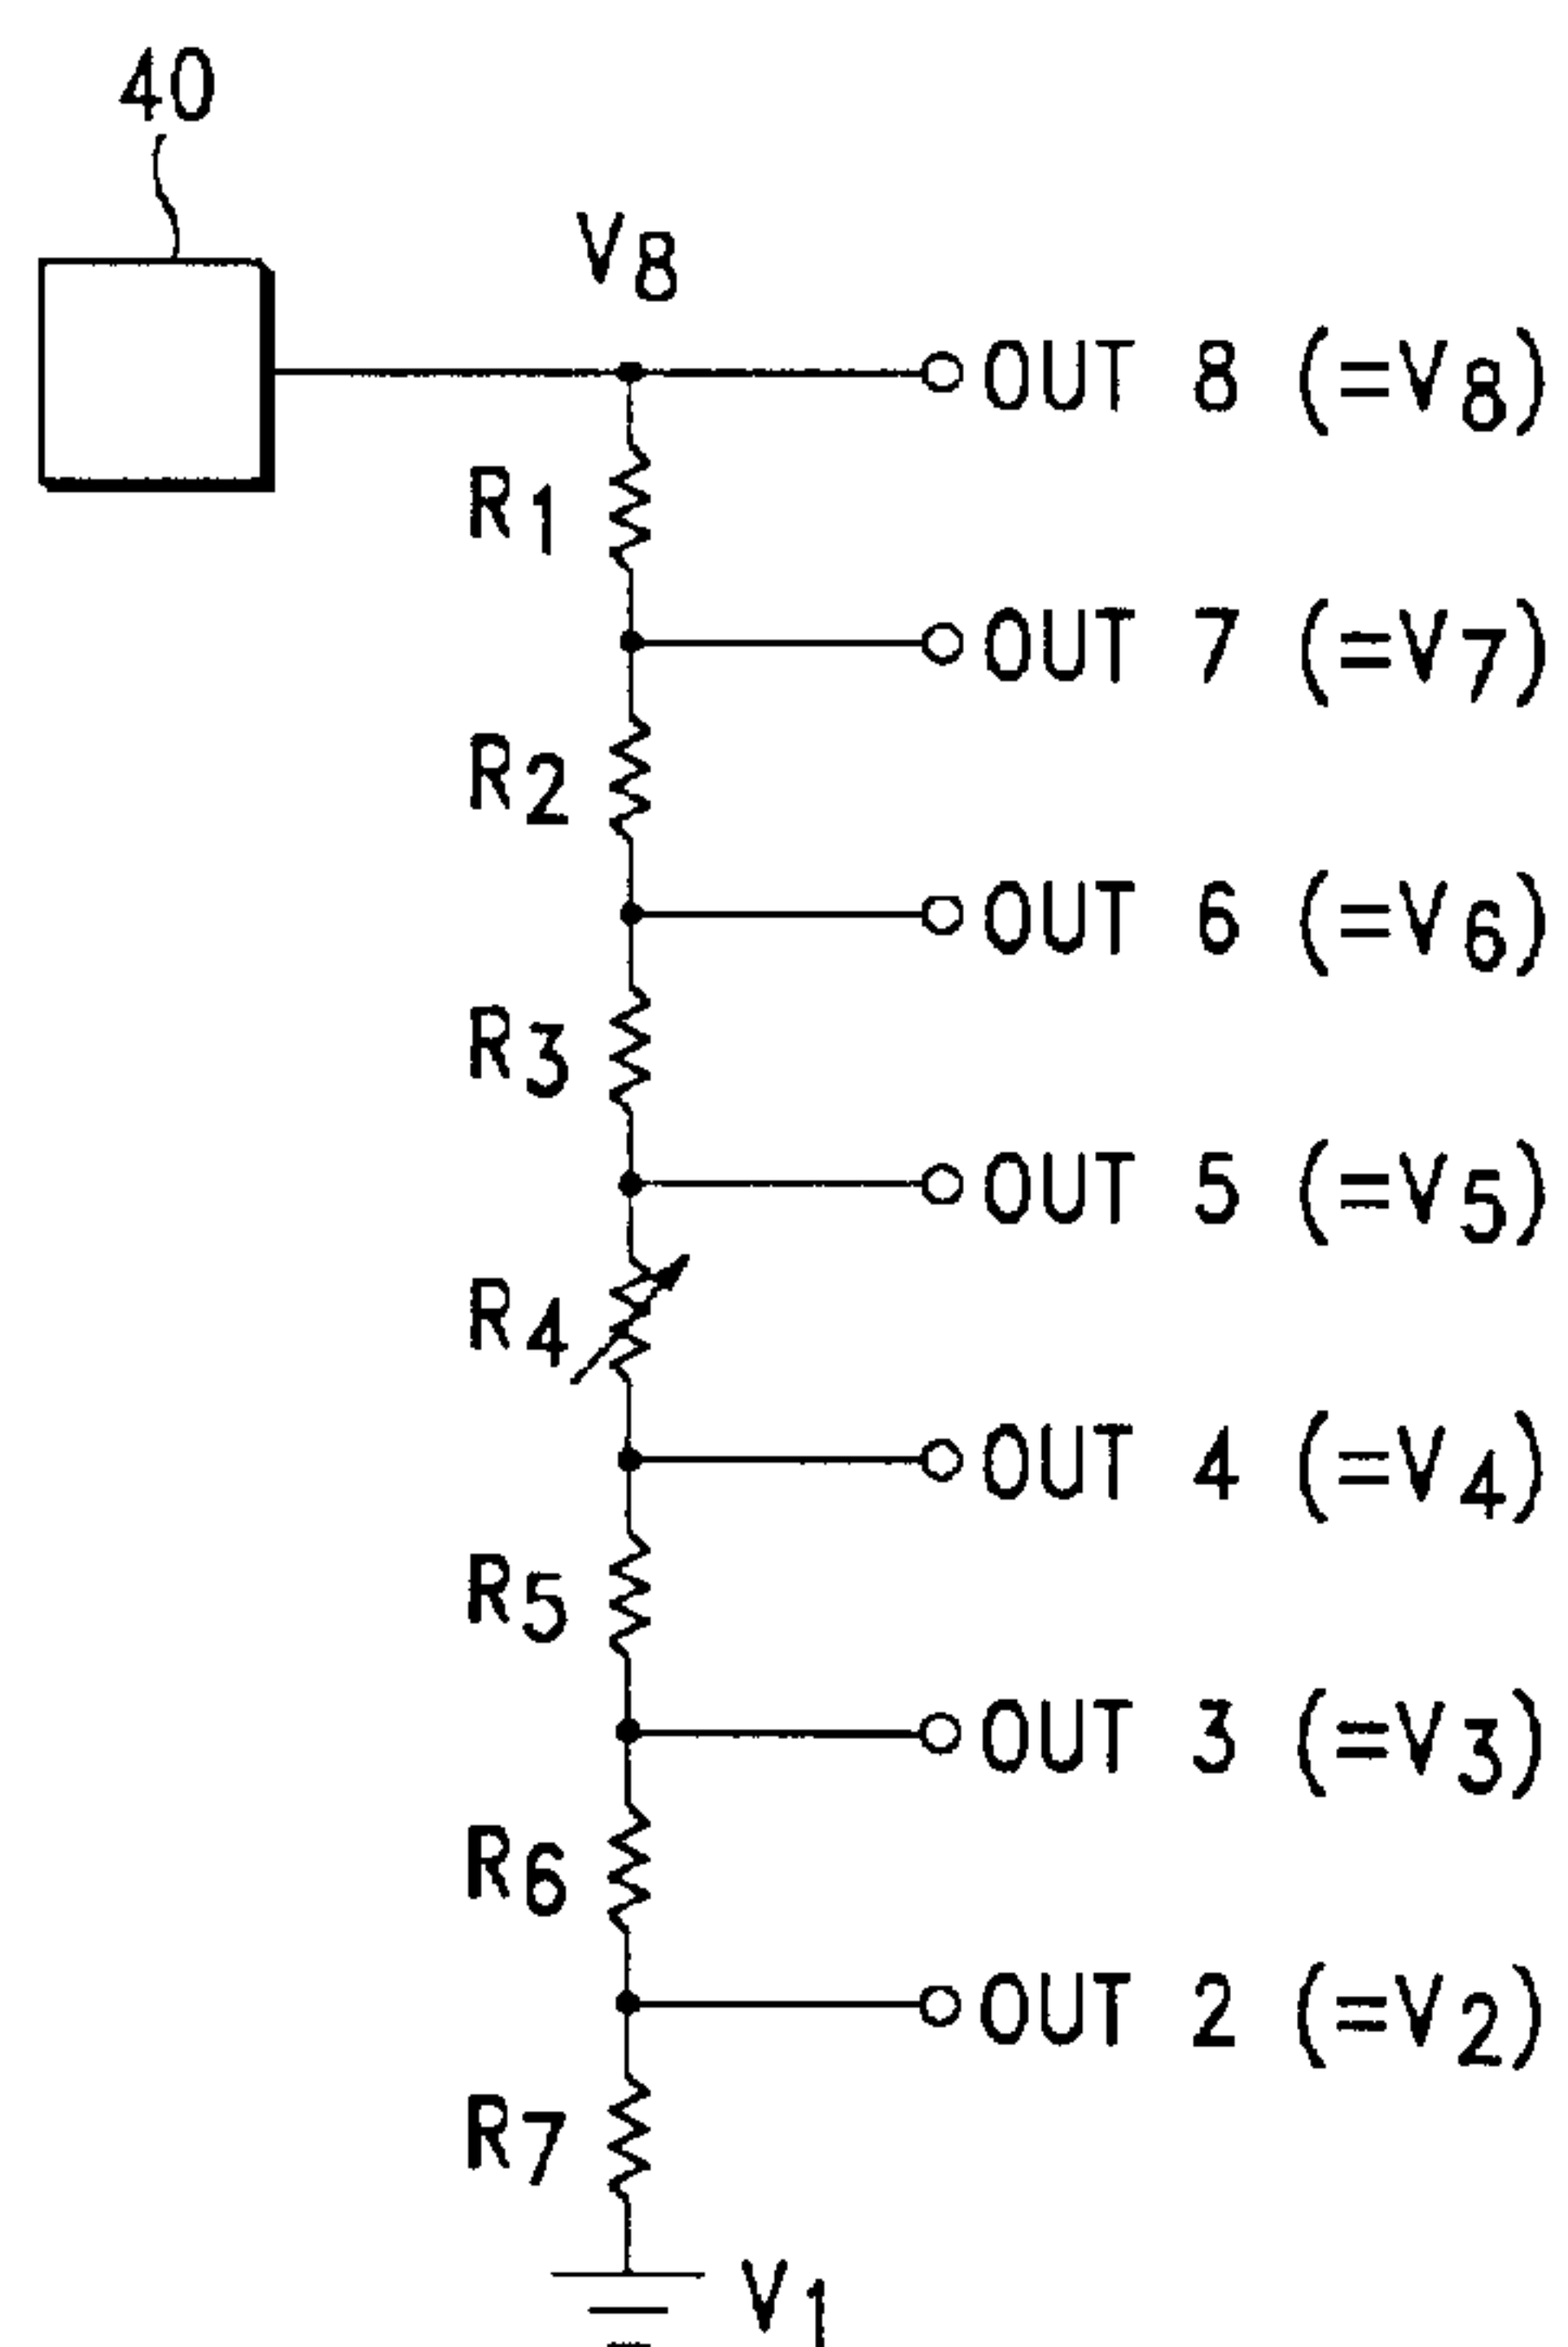 40
V8
OUT 8 (=V8)
R1
OUT 7 (=V7)
R2
OUT 6 (=V6)
R3
OUT 5 (=V5)
R4
OUT 4 (=V4)
R5
OUT 3 (=V3)
R6
OUT 2 (=V2)
R7
V1